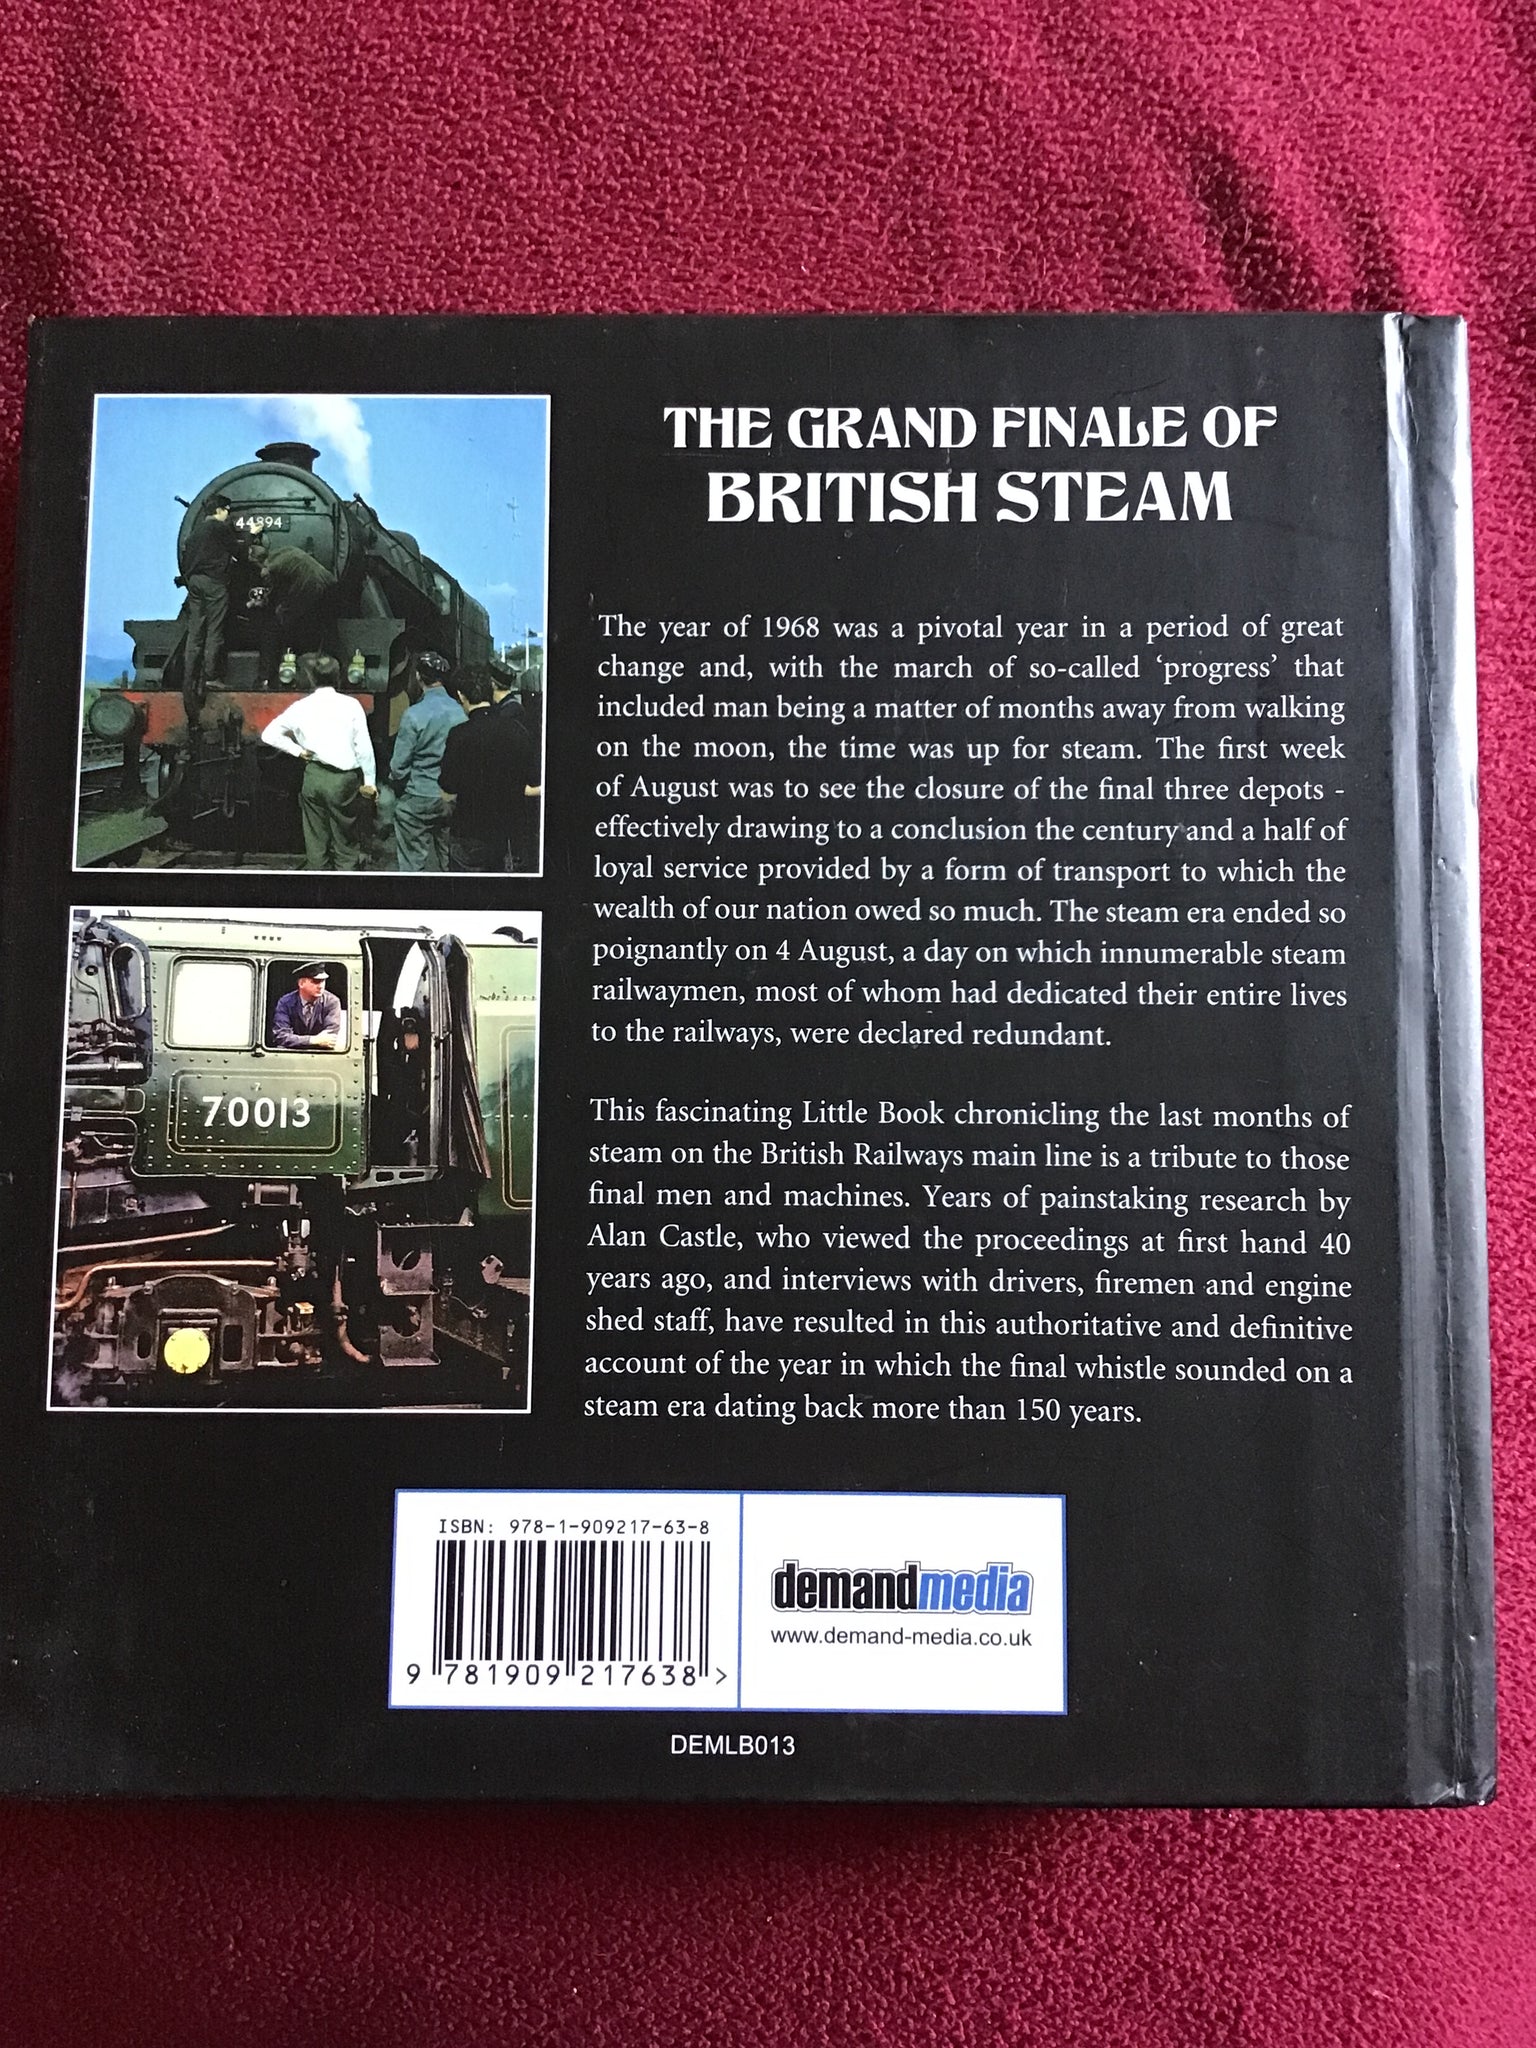 44894
24
70013
7
THE GRAND FINALE OF
BRITISH STEAM
The year of 1968 was a pivotal year in a period of great
change and, with the march of so-called ‘progress’ that
included man being a matter of months away from walking
on the moon, the time was up for steam. The first week
of August was to see the closure of the final three depots -
effectively drawing to a conclusion the century and a half of
loyal service provided by a form of transport to which the
wealth of our nation owed so much. The steam era ended so
poignantly on 4 August, a day on which innumerable steam
railwaymen, most of whom had dedicated their entire lives
to the railways, were declared redundant.
This fascinating Little Book chronicling the last months of
steam on the British Railways main line is a tribute to those
final men and machines. Years of painstaking research by
Alan Castle, who viewed the proceedings at first hand 40
years ago, and interviews with drivers, firemen and engine
shed staff, have resulted in this authoritative and definitive
account of the year in which the final whistle sounded on a
steam era dating back more than 150 years.
ISBN: 978-1-909217-63-8
9 781909 217638 >
demandmedia
www.demand-media.co.uk
DEMLB013